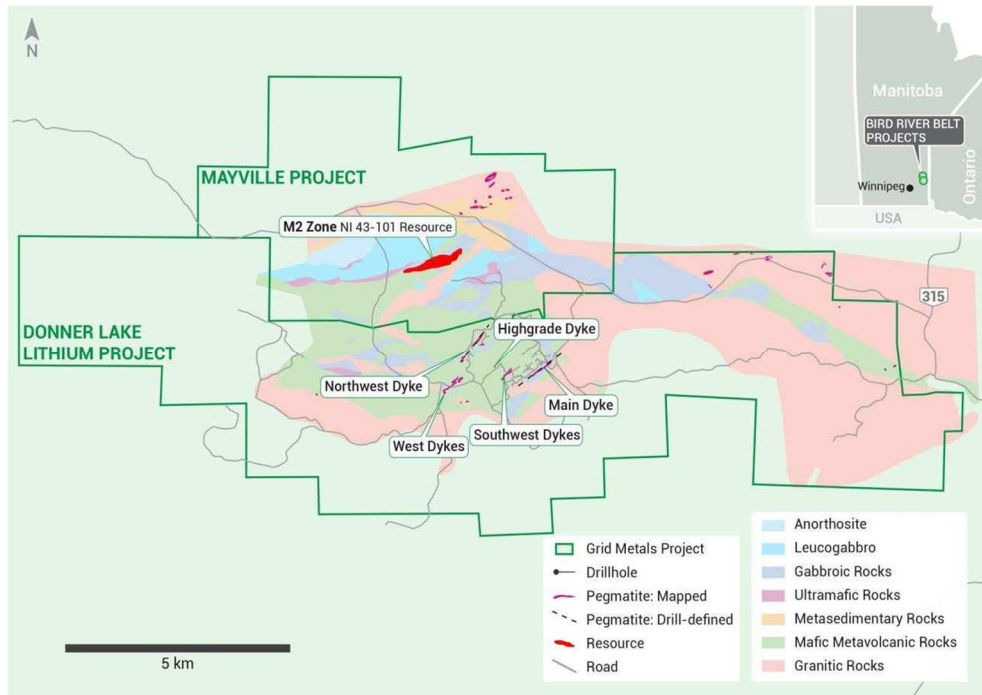 N
Manitoba
BIRD RIVER BELT
PROJECTS
Winnipeg
Ontario
USA
MAYVILLE PROJECT
M2 Zone NI 43-101 Resource
315
DONNER LAKE
LITHIUM PROJECT
Highgrade Dyke
Northwest Dyke
Main Dyke
Southwest Dykes
West Dykes
Grid Metals Project
Drillhole
Pegmatite: Mapped
Pegmatite: Drill-defined
Resource
Road
Anorthosite
Leucogabbro
Gabbroic Rocks
Ultramafic Rocks
Metasedimentary Rocks
Mafic Metavolcanic Rocks
Granitic Rocks
5 km